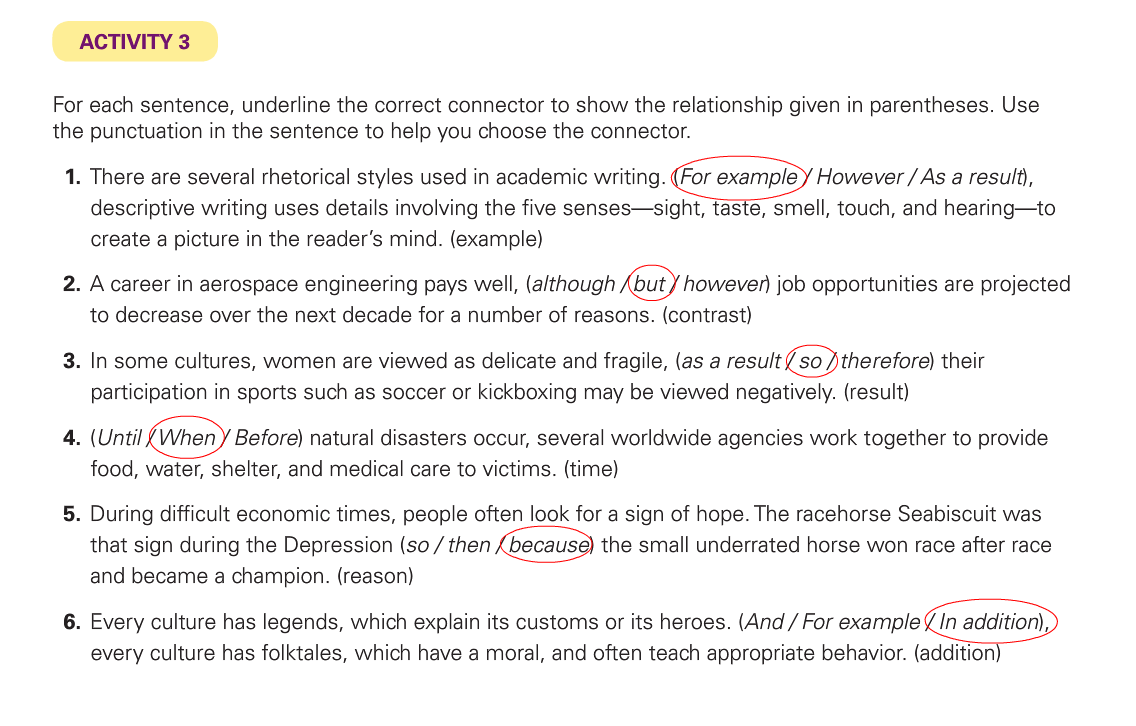 ACTIVITY 3
For each sentence, underline the correct connector to show the relationship given in parentheses. Use
the punctuation in the sentence to help you choose the connector.
1. There are several rhetorical styles used in academic writing. (For example / However / As a result),
descriptive writing uses details involving the five senses—sight, taste, smell, touch, and hearing—to
create a picture in the reader's mind. (example)
2. A career in aerospace engineering pays well, (although / but / however) job opportunities are projected
to decrease over the next decade for a number of reasons. (contrast)
3. In some cultures, women are viewed as delicate and fragile, (as a result / so / therefore) their
participation in sports such as soccer or kickboxing may be viewed negatively. (result)
4. (Until / When / Before) natural disasters occur, several worldwide agencies work together to provide
food, water, shelter, and medical care to victims. (time)
5. During difficult economic times, people often look for a sign of hope. The racehorse Seabiscuit was
that sign during the Depression (so / then / because) the small underrated horse won race after race
and became a champion. (reason)
6. Every culture has legends, which explain its customs or its heroes. (And / For example / In addition),
every culture has folktales, which have a moral, and often teach appropriate behavior. (addition)